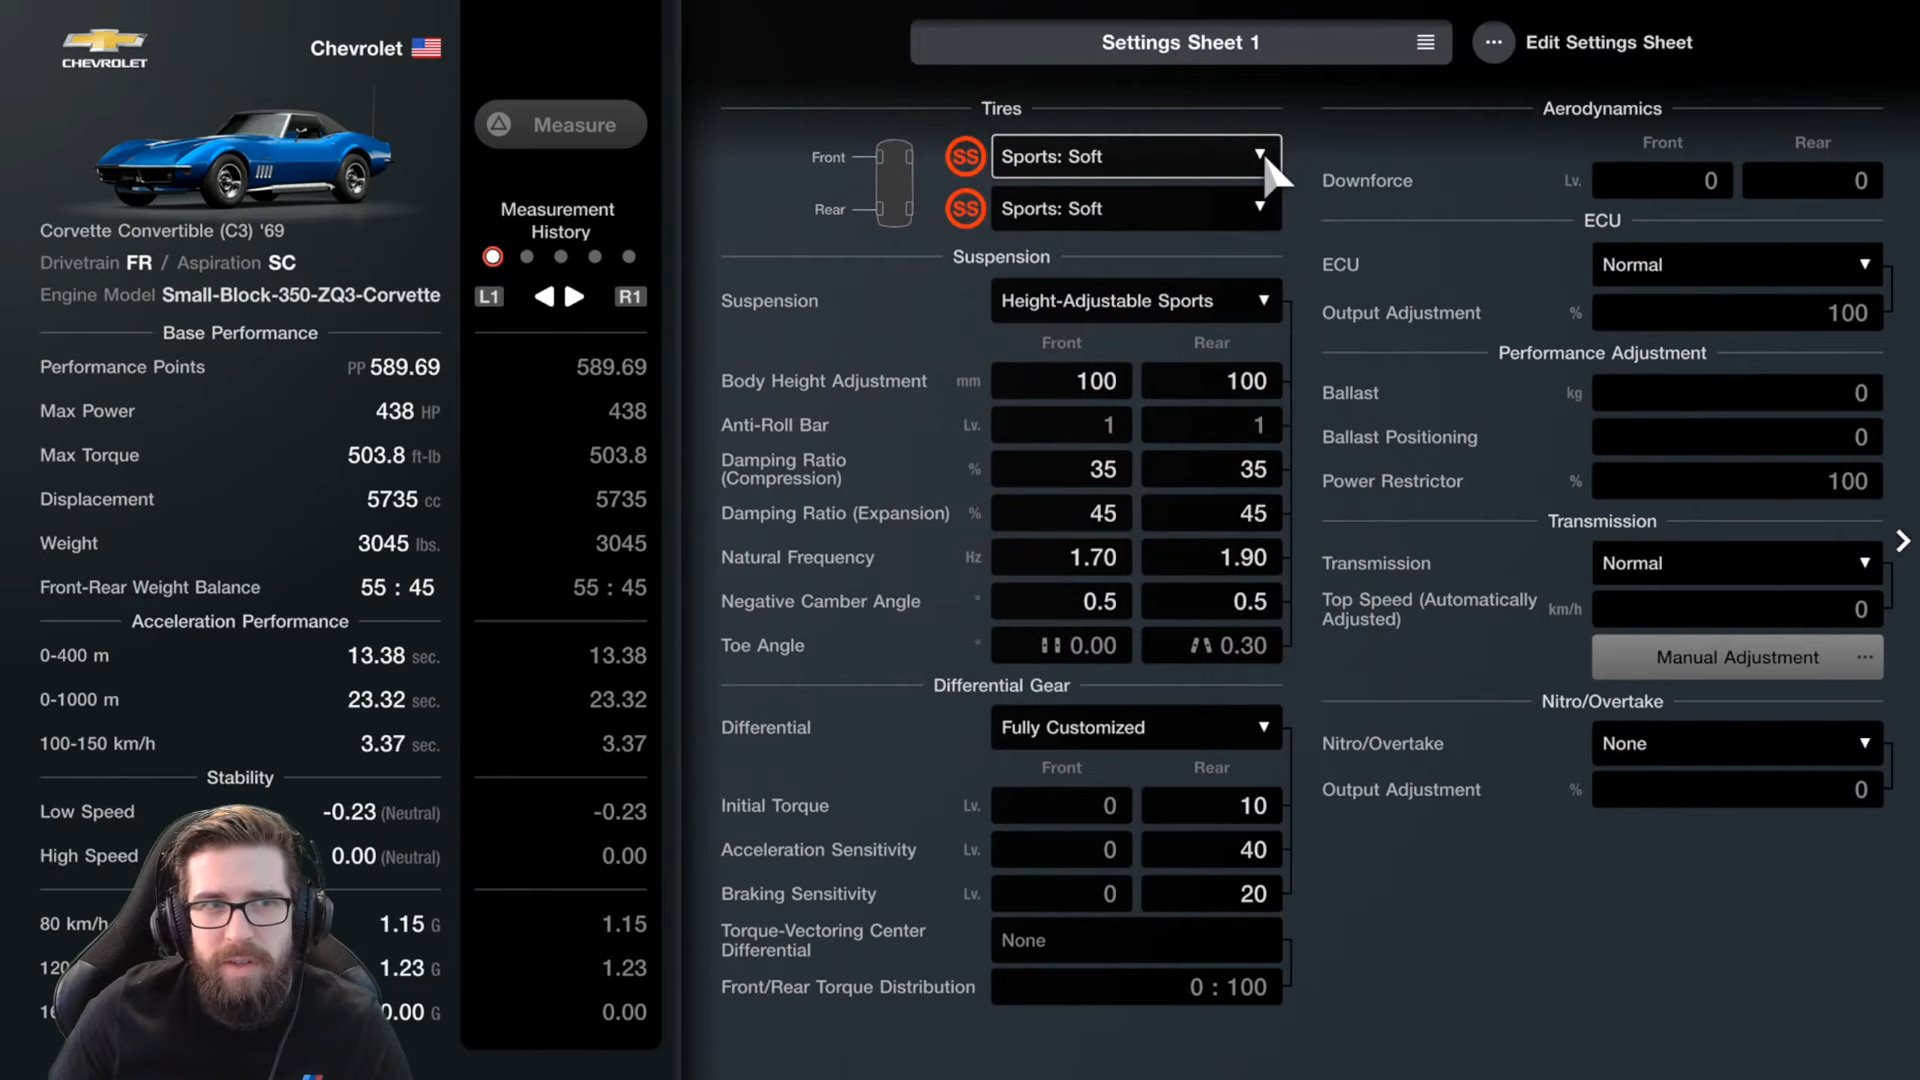 CHEVROLET
Chevrolet
Corvette Convertible (C3) '69
Drivetrain FR / Aspiration SC
Engine Model Small-Block-350-ZQ3-Corvette
Base Performance
Performance Points PP 589.69
Max Power 438 HP
Max Torque 503.8 ft-lb
Displacement 5735 cc
Weight 3045 lbs.
Front-Rear Weight Balance 55 : 45
Acceleration Performance
0-400 m 13.38 sec.
0-1000 m 23.32 sec.
100-150 km/h 3.37 sec.
Stability
Low Speed -0.23 (Neutral)
High Speed 0.00 (Neutral)
80 km/h 1.15 G
120 1.23 G
0.00 G
Measure
Measurement
History
L1 R1
589.69
438
503.8
5735
3045
55 : 45
13.38
23.32
3.37
-0.23
0.00
1.15
1.23
0.00
Settings Sheet 1
Edit Settings Sheet
Tires
Front SS Sports: Soft
Rear SS Sports: Soft
Suspension
Suspension Height-Adjustable Sports
Front Rear
Body Height Adjustment mm 100 100
Anti-Roll Bar Lv. 1 1
Damping Ratio
(Compression) % 35 35
Damping Ratio (Expansion) % 45 45
Natural Frequency Hz 1.70 1.90
Negative Camber Angle ° 0.5 0.5
Toe Angle ° 0.00 0.30
Differential Gear
Differential Fully Customized
Front Rear
Initial Torque Lv. 0 10
Acceleration Sensitivity Lv. 0 40
Braking Sensitivity Lv. 0 20
Torque-Vectoring Center
Differential None
Front/Rear Torque Distribution 0 : 100
Aerodynamics
Front Rear
Downforce Lv. 0 0
ECU
ECU Normal
Output Adjustment % 100
Performance Adjustment
Ballast kg 0
Ballast Positioning 0
Power Restrictor % 100
Transmission
Transmission Normal
Top Speed (Automatically
Adjusted) km/h 0
Manual Adjustment
Nitro/Overtake
Nitro/Overtake None
Output Adjustment % 0